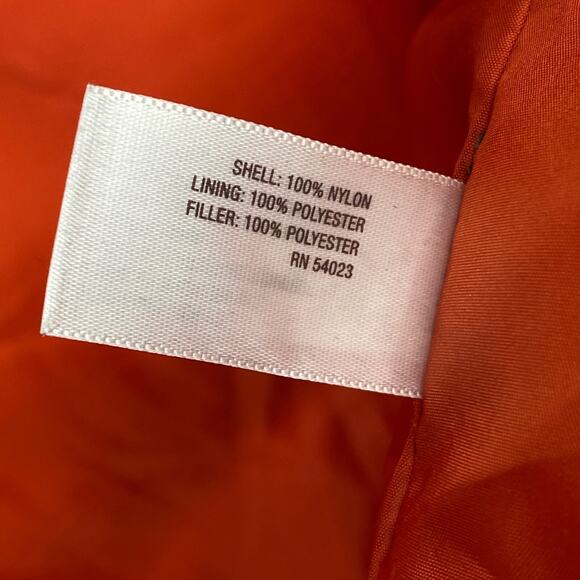 SHELL: 100% NYLON
LINING: 100% POLYESTER
FILLER: 100% POLYESTER
RN 54023